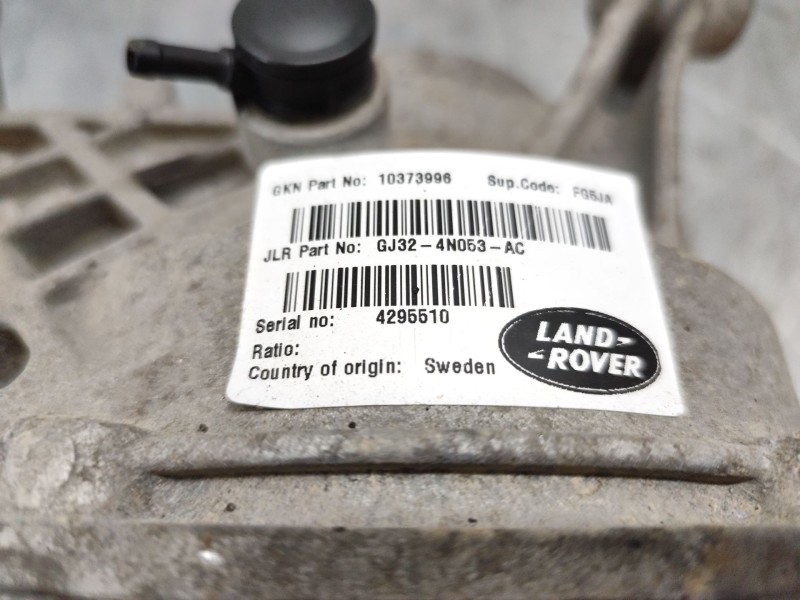 GKN Part No: 10373996 Sup.Code: FG5JA
JLR Part No: GJ32-4N053-AC
Serial no: 4295510
Ratio:
Country of origin: Sweden
LAND-
-ROVER